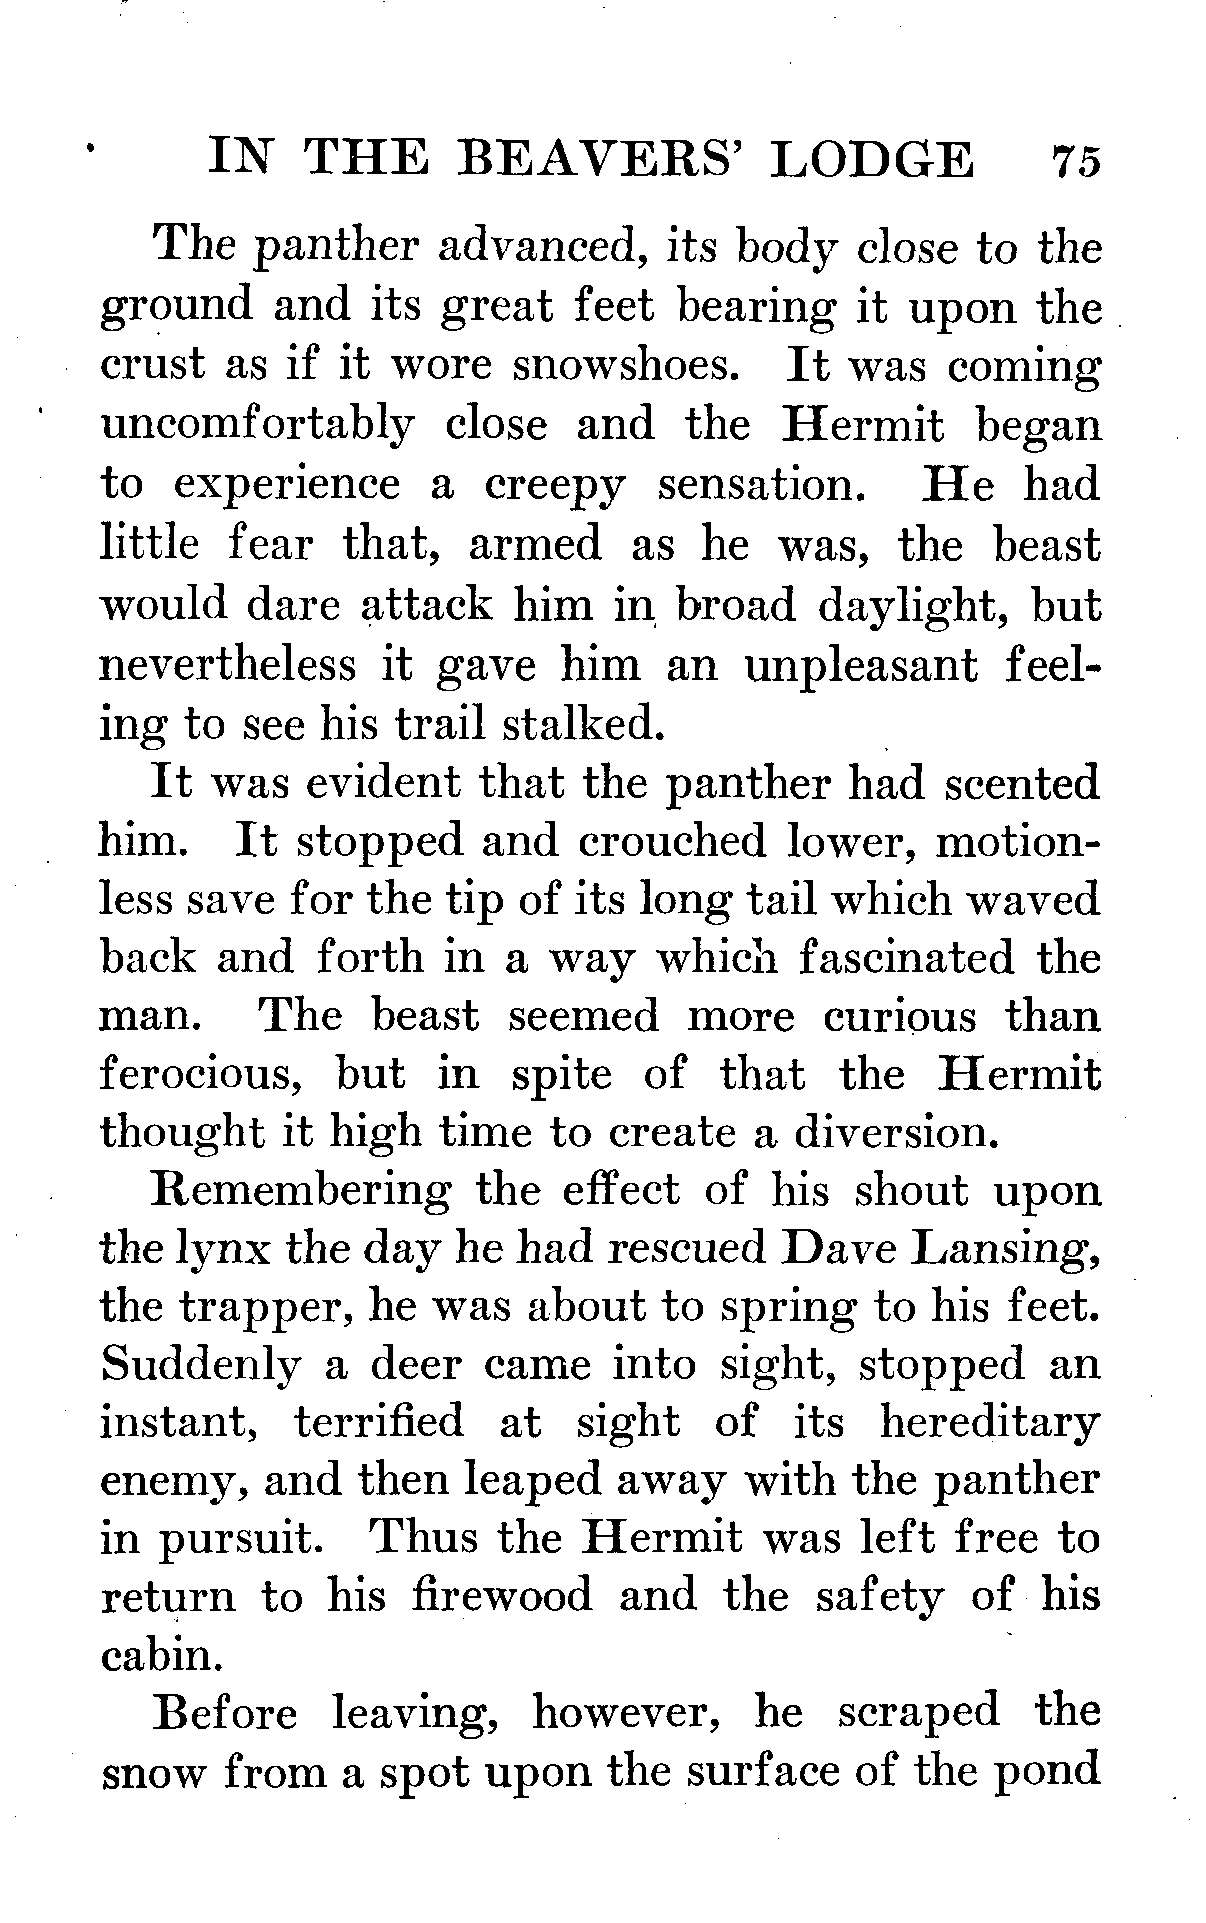 IN THE BEAVERS' LODGE 75
The panther advanced, its body close to the
ground and its great feet bearing it upon the
crust as if it wore snowshoes. It was coming
uncomfortably close and the Hermit began
to experience a creepy sensation. He had
little fear that, armed as he was, the beast
would dare attack him in broad daylight, but
nevertheless it gave him an unpleasant feel-
ing to see his trail stalked.
It was evident that the panther had scented
him. It stopped and crouched lower, motion-
less save for the tip of its long tail which waved
back and forth in a way which fascinated the
man. The beast seemed more curious than
ferocious, but in spite of that the Hermit
thought it high time to create a diversion.
Remembering the effect of his shout upon
the lynx the day he had rescued Dave Lansing,
the trapper, he was about to spring to his feet.
Suddenly a deer came into sight, stopped an
instant, terrified at sight of its hereditary
enemy, and then leaped away with the panther
in pursuit. Thus the Hermit was left free to
return to his firewood and the safety of his
cabin.
Before leaving, however, he scraped the
snow from a spot upon the surface of the pond